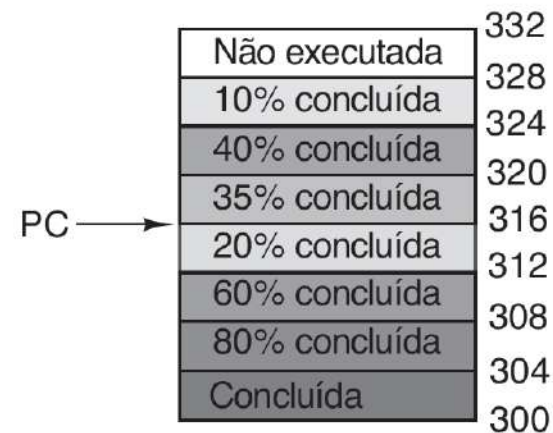 332
Não executada
328
10% concluída
324
40% concluída
320
35% concluída
316
PC
20% concluída
312
60% concluída
308
80% concluída
304
Concluída
300